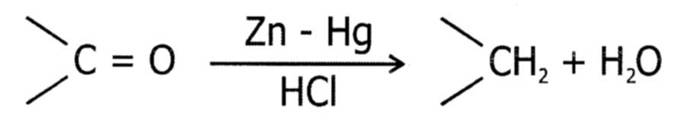 Zn - Hg
C = O
CH₂ + H₂O
HCl